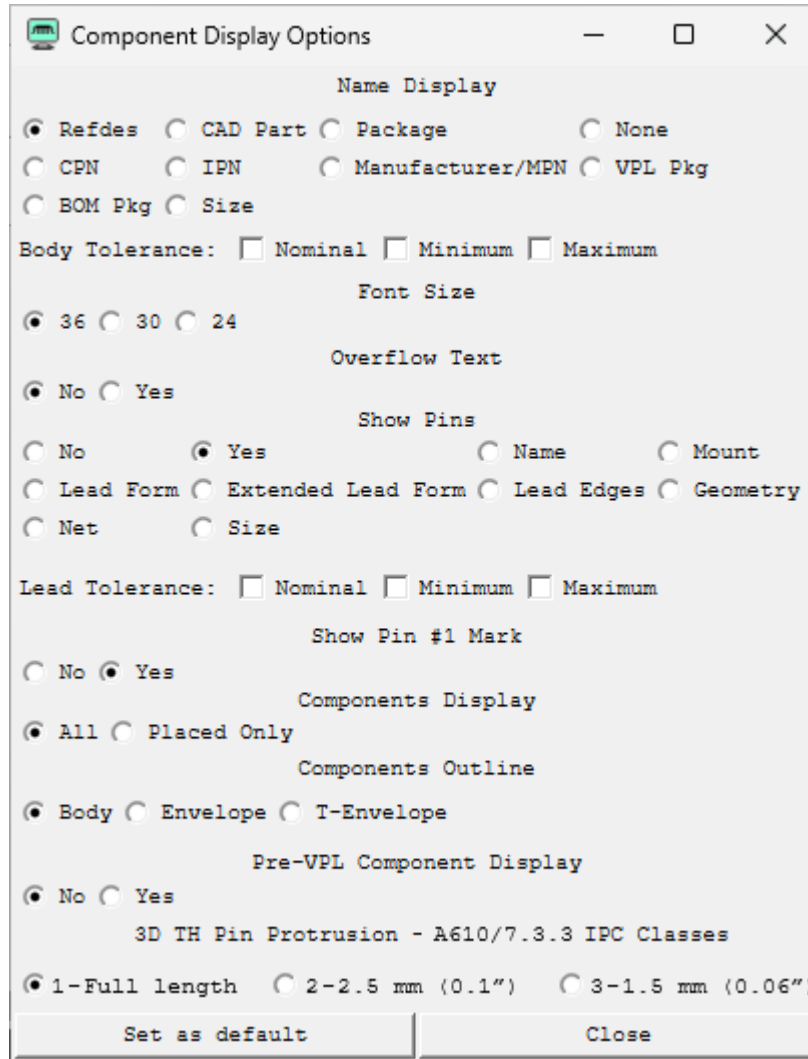 Component Display Options
Name Display
Refdes CAD Part Package None
CPN IPN Manufacturer/MPN VPL Pkg
BOM Pkg Size
Body Tolerance: Nominal Minimum Maximum
Font Size
36 30 24
Overflow Text
No Yes
Show Pins
No Yes Name Mount
Lead Form Extended Lead Form Lead Edges Geometry
Net Size
Lead Tolerance: Nominal Minimum Maximum
Show Pin #1 Mark
No Yes
Components Display
All Placed Only
Components Outline
Body Envelope T-Envelope
Pre-VPL Component Display
No Yes
3D TH Pin Protrusion - A610/7.3.3 IPC Classes
1-Full length 2-2.5 mm (0.1″) 3-1.5 mm (0.06″)
Set as default Close